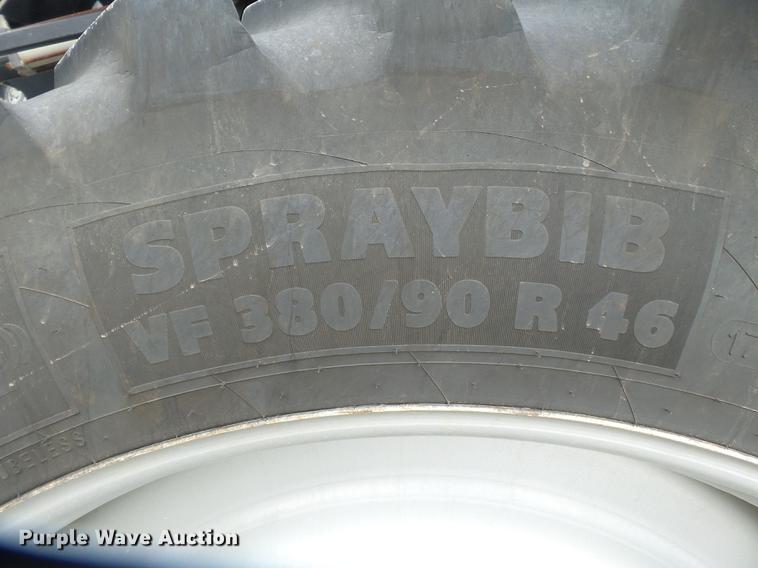 SPRAYBIB
VF 380/90 R 46
Purple Wave Auction